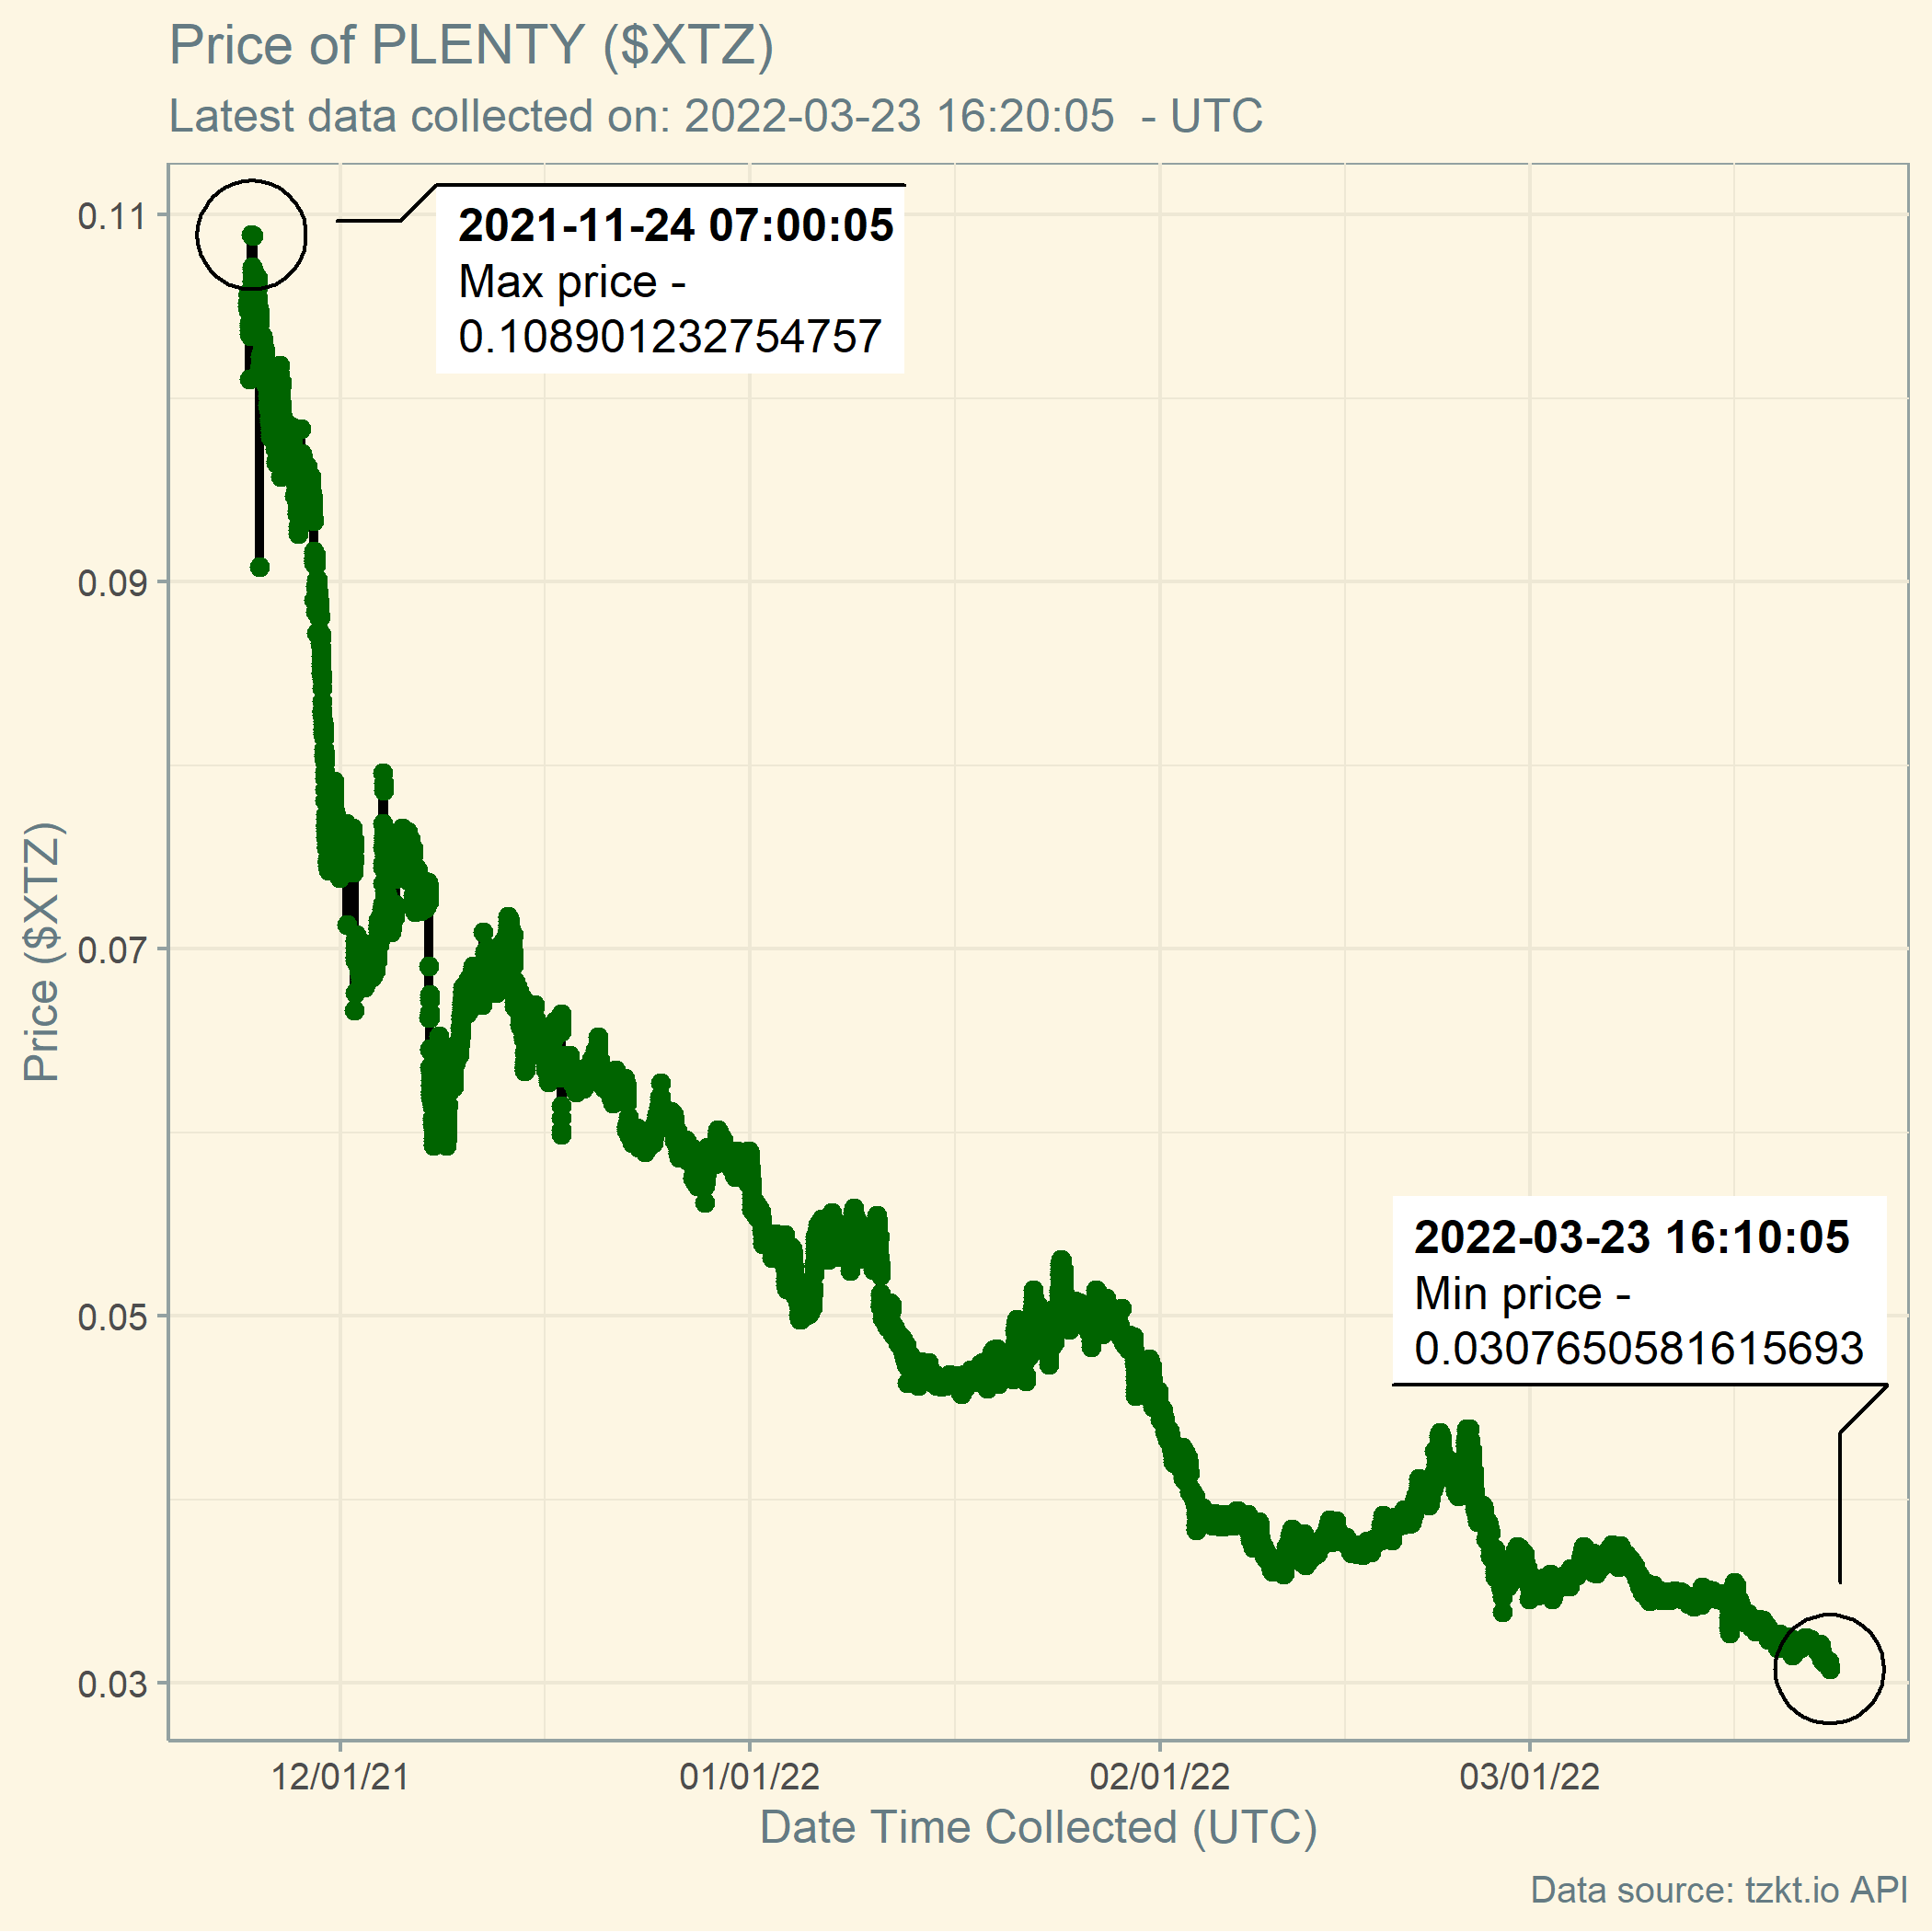 Price of PLENTY ($XTZ)
Latest data collected on: 2022-03-23 16:20:05  - UTC
2021-11-24 07:00:05
Max price -
0.108901232754757
2022-03-23 16:10:05
Min price -
0.0307650581615693
Price ($XTZ)
0.11
0.09
0.07
0.05
0.03
12/01/21 01/01/22 02/01/22 03/01/22
Date Time Collected (UTC)
Data source: tzkt.io API